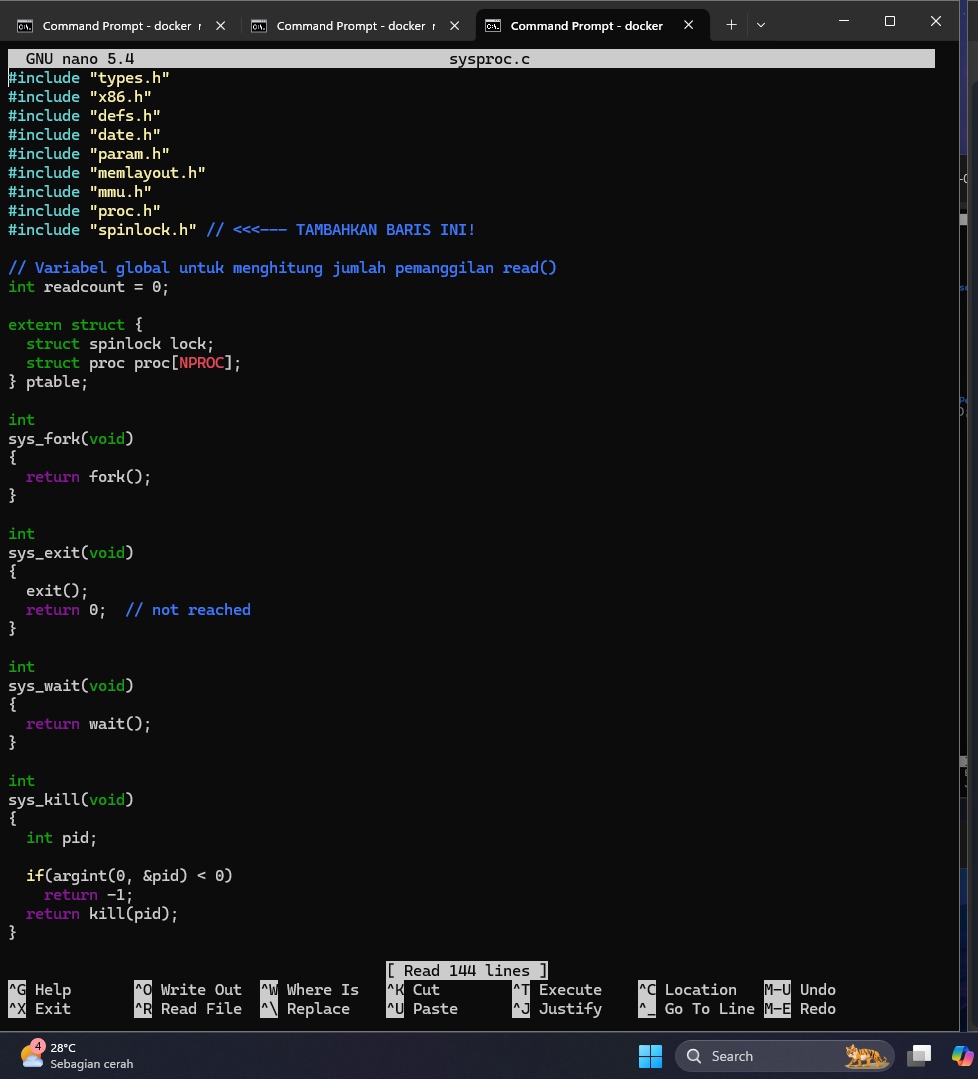 Command Prompt - docker r
Command Prompt - docker r
Command Prompt - docker
GNU nano 5.4 sysproc.c
#include "types.h"
#include "x86.h"
#include "defs.h"
#include "date.h"
#include "param.h"
#include "memlayout.h"
#include "mmu.h"
#include "proc.h"
#include "spinlock.h" // <<<--- TAMBAHKAN BARIS INI!
// Variabel global untuk menghitung jumlah pemanggilan read()
int readcount = 0;
extern struct {
  struct spinlock lock;
  struct proc proc[NPROC];
} ptable;
int
sys_fork(void)
{
  return fork();
}
int
sys_exit(void)
{
  exit();
  return 0;  // not reached
}
int
sys_wait(void)
{
  return wait();
}
int
sys_kill(void)
{
  int pid;
  if(argint(0, &pid) < 0)
    return -1;
  return kill(pid);
}
[ Read 144 lines ]
^G Help ^O Write Out ^W Where Is ^K Cut ^T Execute ^C Location M-U Undo
^X Exit ^R Read File ^\ Replace ^U Paste ^J Justify ^_ Go To Line M-E Redo
4
28°C
Sebagian cerah
Search